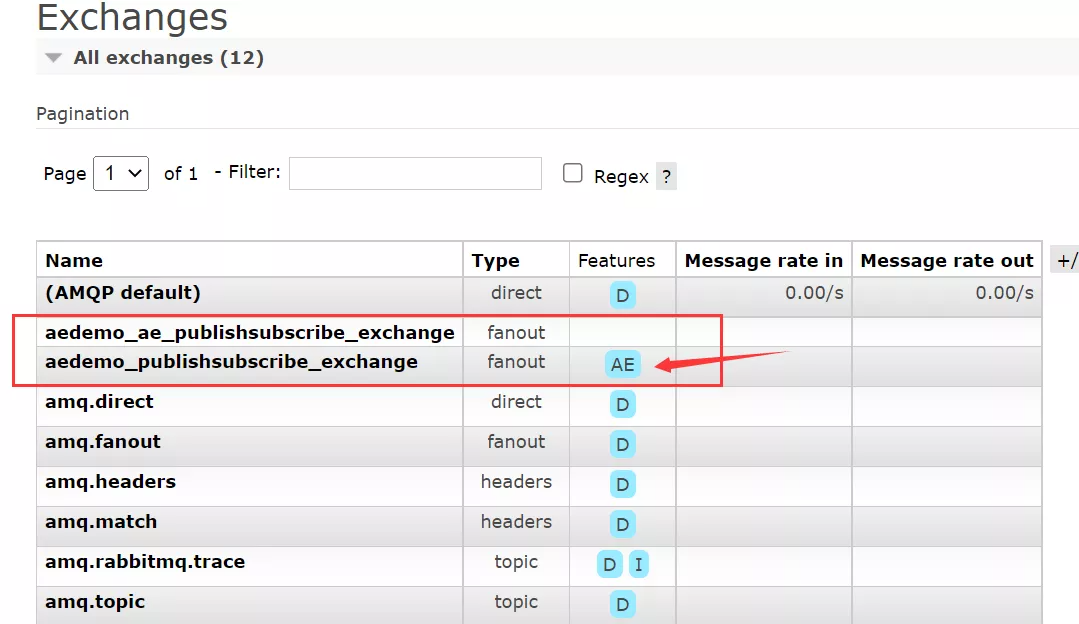 Exchanges
All exchanges (12)
Pagination
Page 1 of 1 - Filter: Regex ?
Name Type Features Message rate in Message rate out +/
(AMQP default) direct D 0.00/s 0.00/s
aedemo_ae_publishsubscribe_exchange fanout
aedemo_publishsubscribe_exchange fanout AE
amq.direct direct D
amq.fanout fanout D
amq.headers headers D
amq.match headers D
amq.rabbitmq.trace topic D I
amq.topic topic D